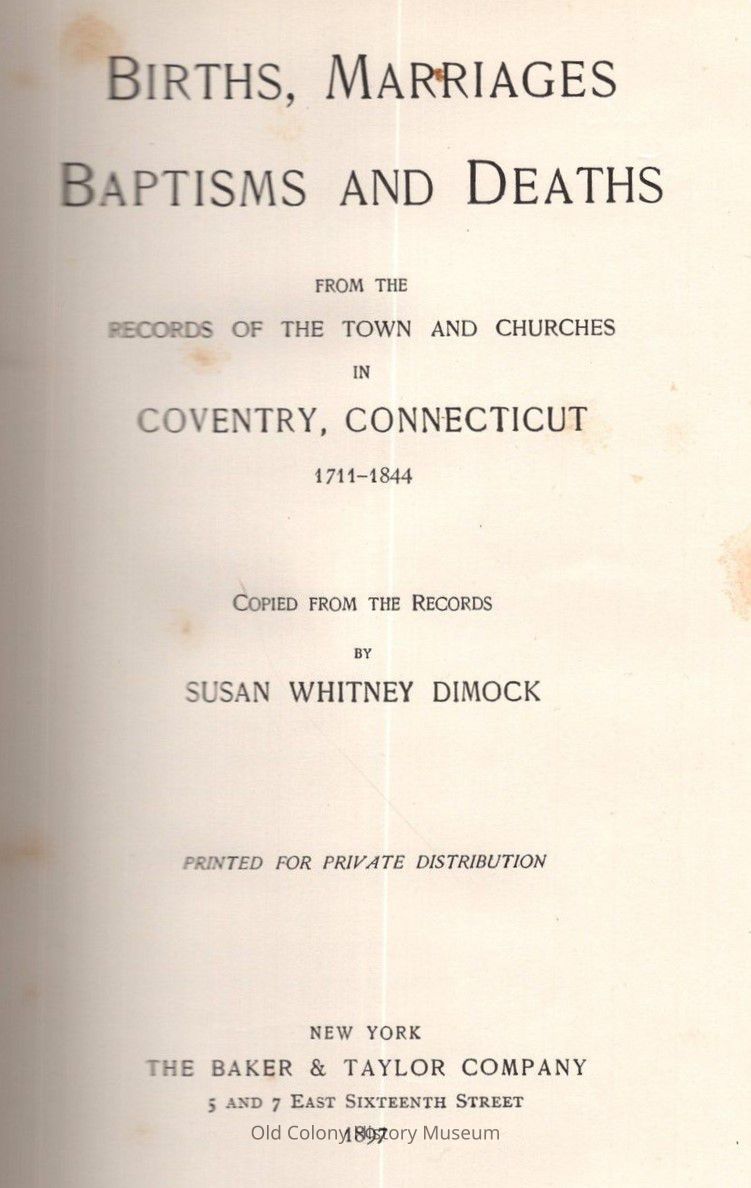 BIRTHS, MARRIAGES
BAPTISMS AND DEATHS
FROM THE
RECORDS OF THE TOWN AND CHURCHES
IN
COVENTRY, CONNECTICUT
1711–1844
COPIED FROM THE RECORDS
BY
SUSAN WHITNEY DIMOCK
PRINTED FOR PRIVATE DISTRIBUTION
NEW YORK
THE BAKER & TAYLOR COMPANY
5 AND 7 EAST SIXTEENTH STREET
1897
Old Colony History Museum